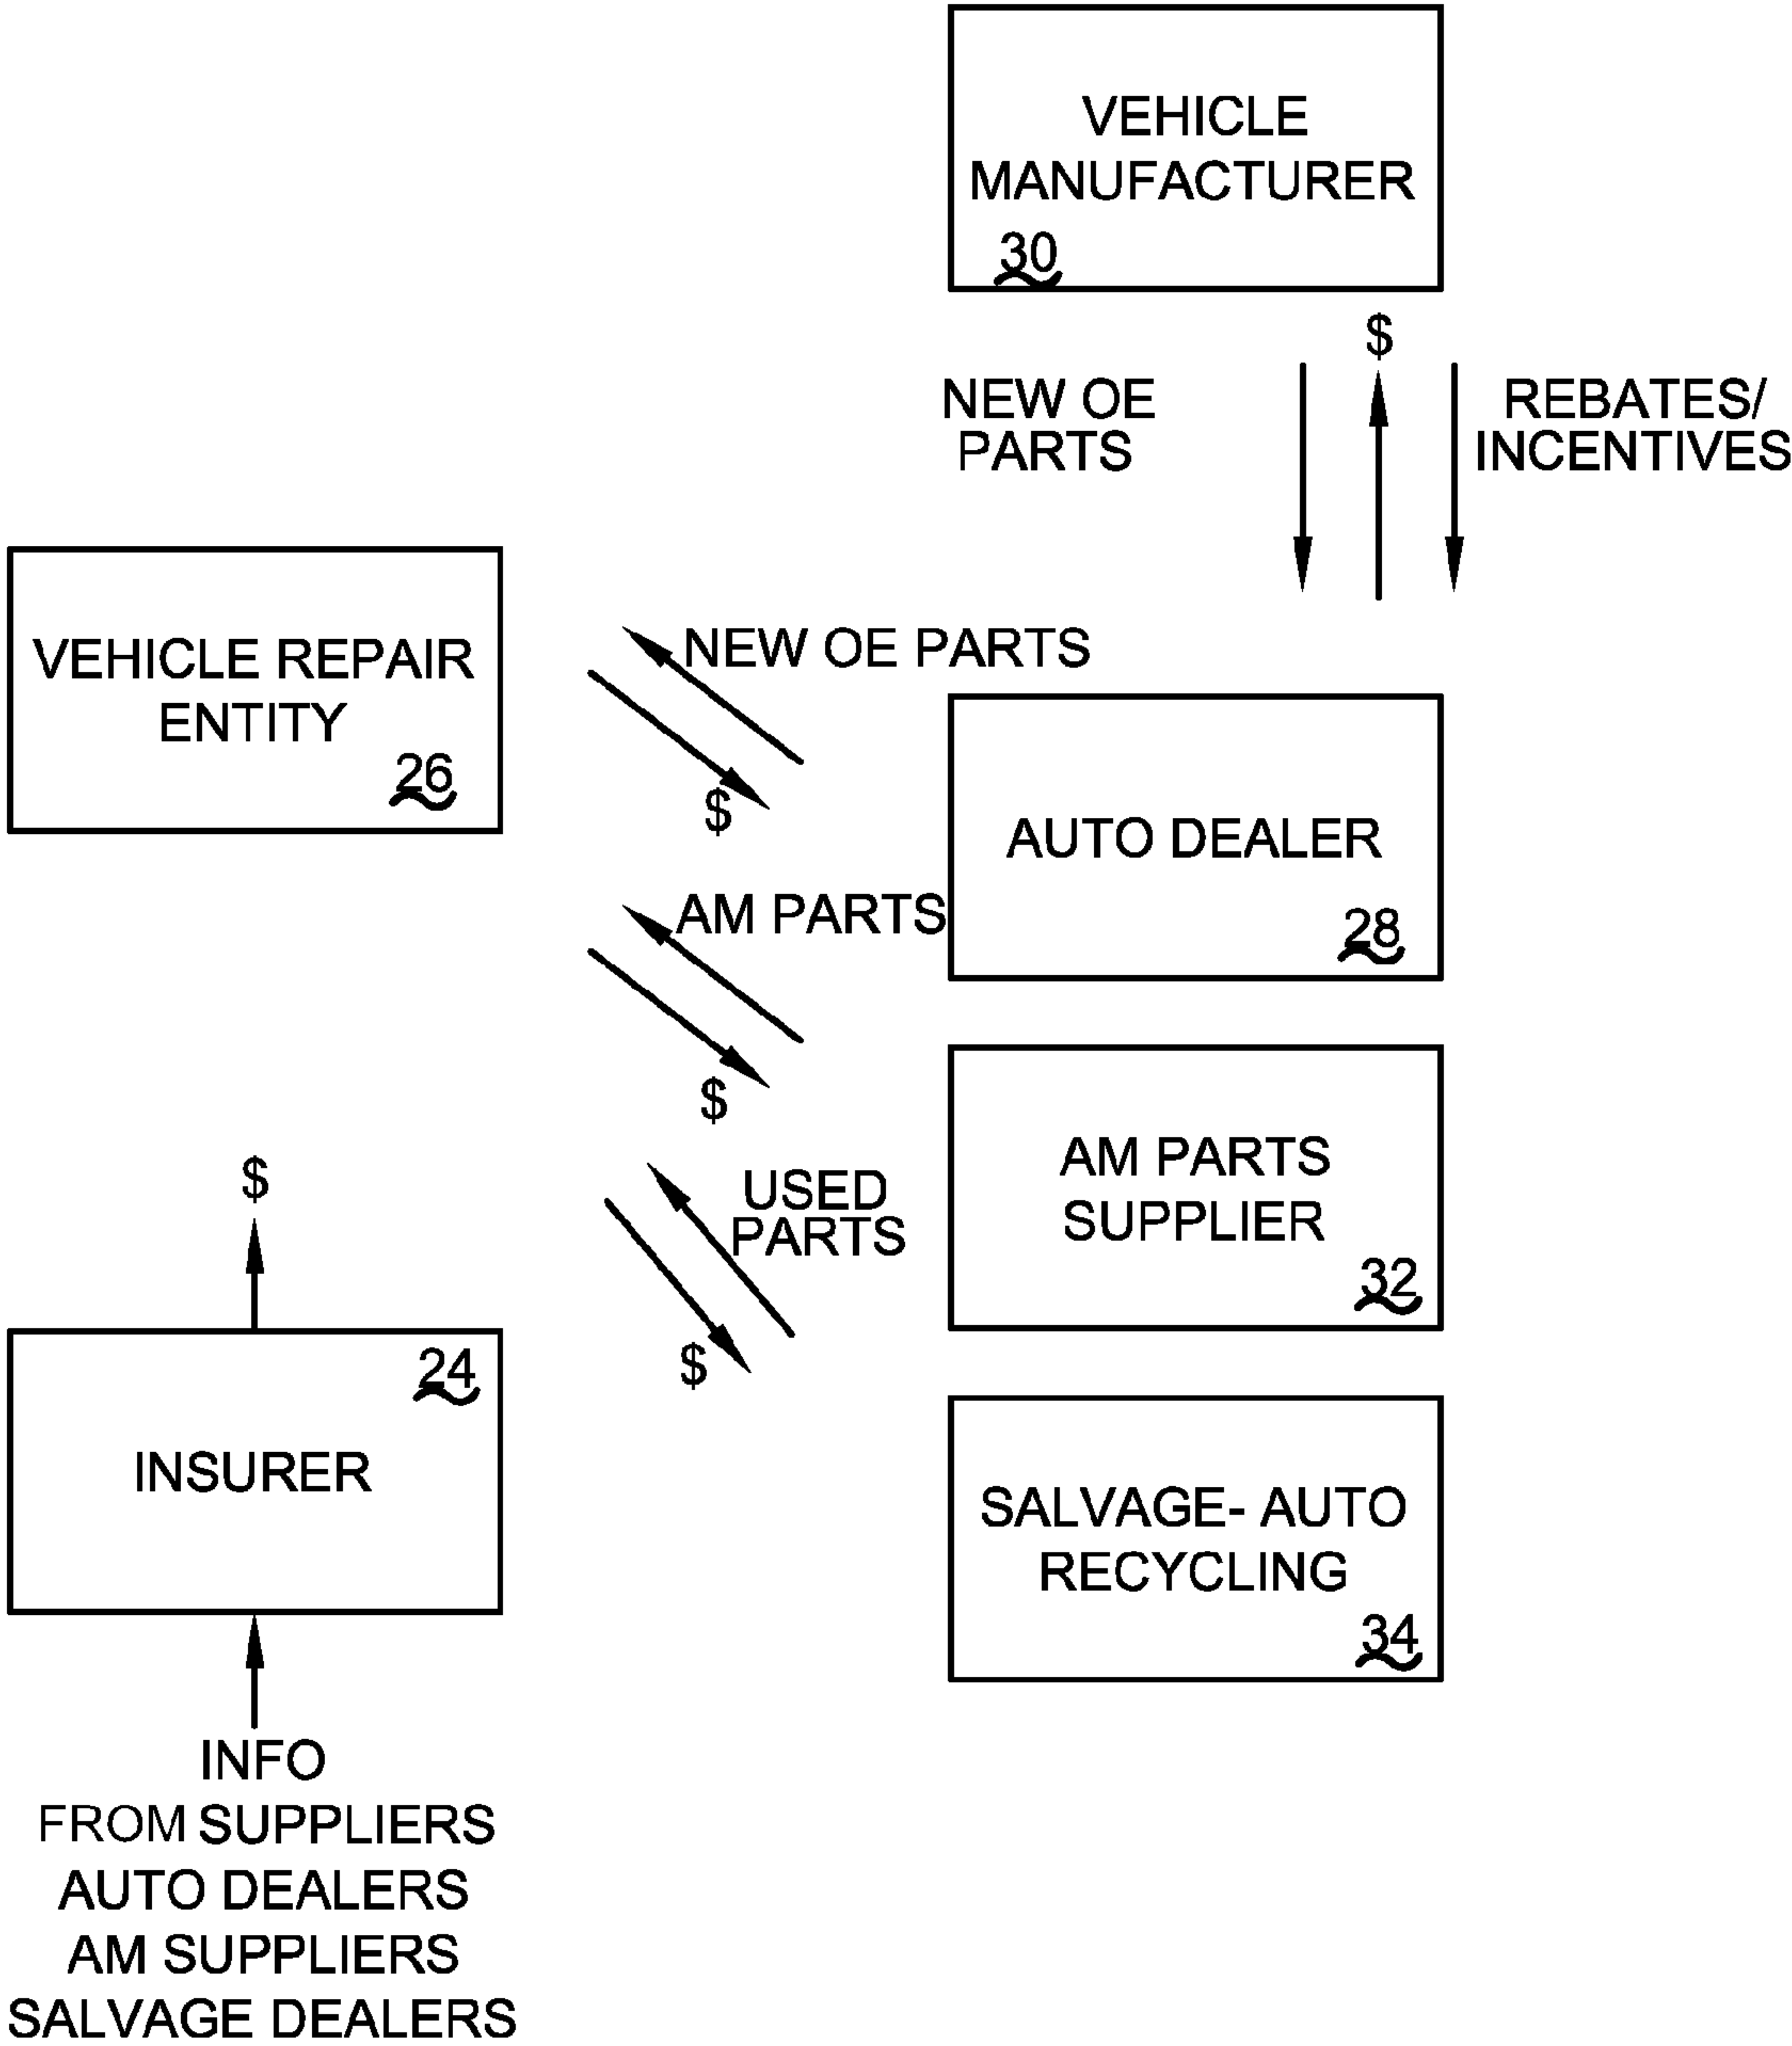 VEHICLE
MANUFACTURER
30
$
NEW OE
PARTS
REBATES/
INCENTIVES
VEHICLE REPAIR
ENTITY
26
NEW OE PARTS
$
AUTO DEALER
28
AM PARTS
$
AM PARTS
SUPPLIER
32
$
USED
PARTS
$
24
INSURER
SALVAGE- AUTO
RECYCLING
34
INFO
FROM SUPPLIERS
AUTO DEALERS
AM SUPPLIERS
SALVAGE DEALERS